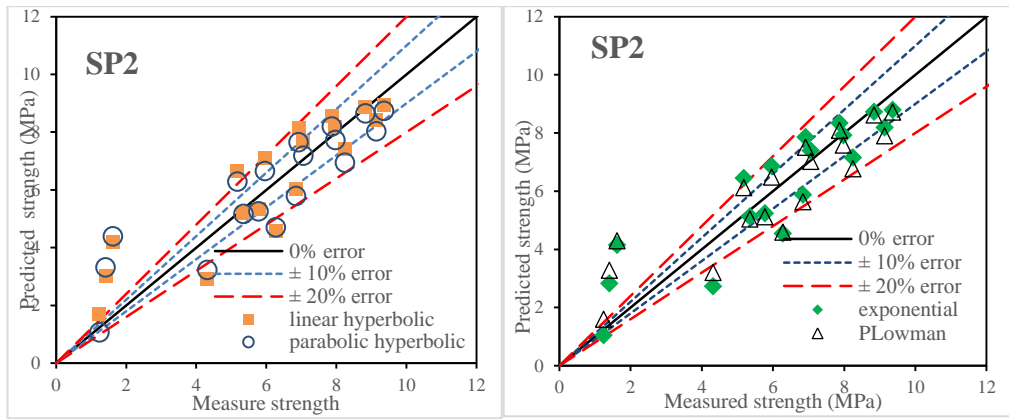 SP2
Predicted strength (MPa)
12
10
8
6
4
2
0
0 2 4 6 8 10 12
Measure strength
0% error
± 10% error
± 20% error
linear hyperbolic
parabolic hyperbolic
SP2
Predicted strength (MPa)
12
10
8
6
4
2
0
0 2 4 6 8 10 12
Measured strength (MPa)
0% error
± 10% error
± 20% error
exponential
PLowman